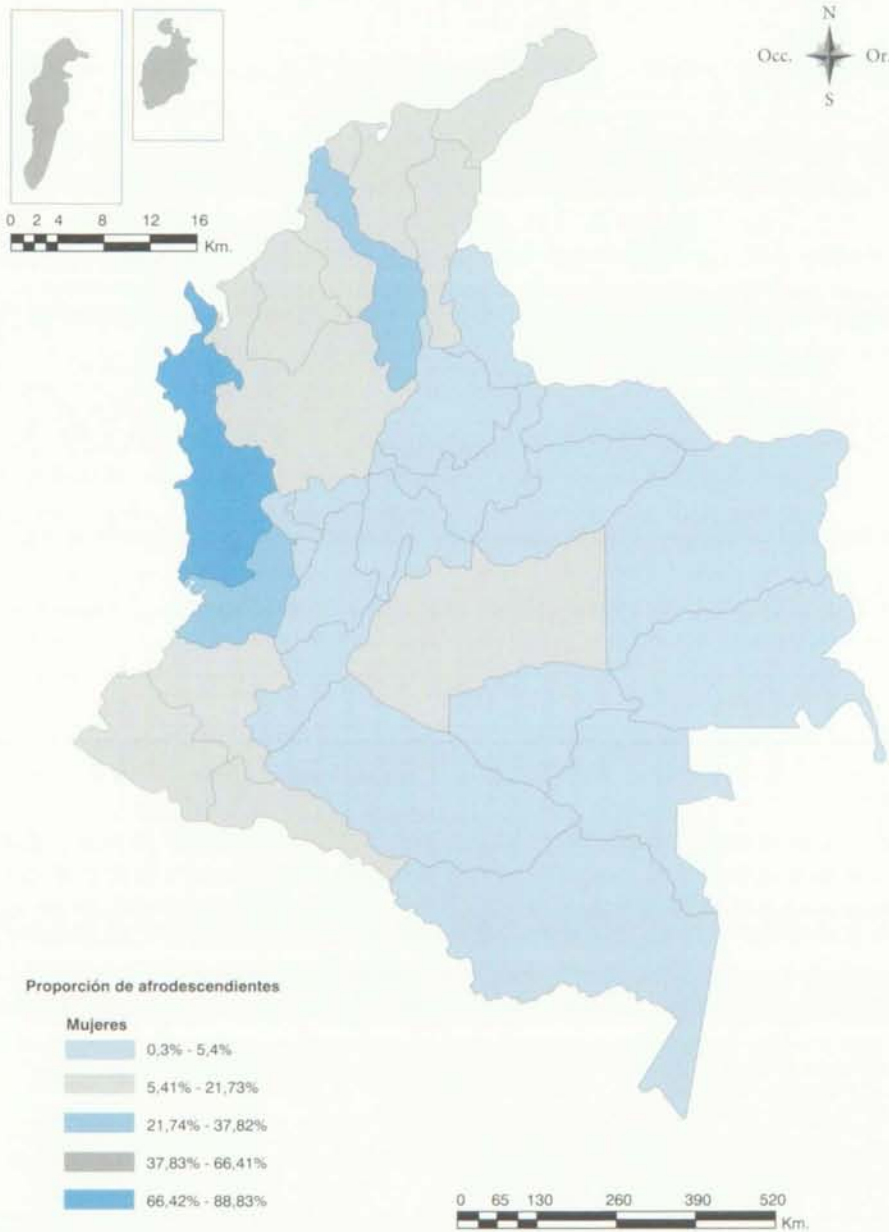 N
Occ. Or.
S
0 2 4 8 12 16
Km.
Proporción de afrodescendientes
Mujeres
0,3% - 5,4%
5,41% - 21,73%
21,74% - 37,82%
37,83% - 66,41%
66,42% - 88,83%
0 65 130 260 390 520
Km.